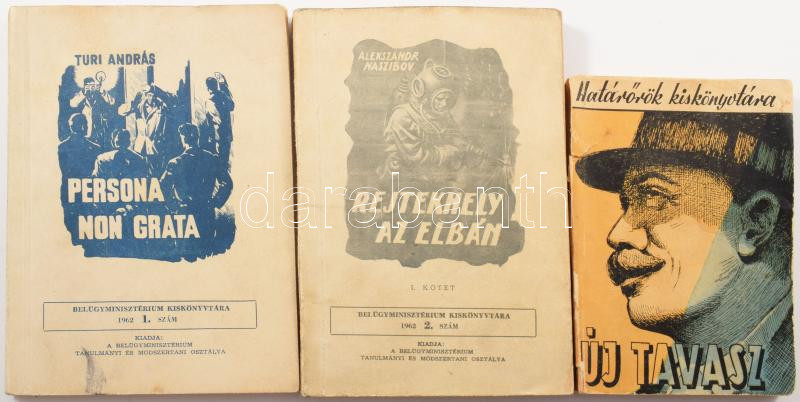 TURI ANDRÁS
PERSONA
NON GRATA
BELÜGYMINISZTÉRIUM KISKÖNYVTÁRA
1962 1. SZÁM
KIADJA:
A BELÜGYMINISZTÉRIUM
TANULMÁNYI ÉS MÓDSZERTANI OSZTÁLYA
ALEKSZANDR
NASZIBOV
REJTEKHELY
AZ ELBÁN
I. KÖTET
BELÜGYMINISZTÉRIUM KISKÖNYVTÁRA
1962 2. SZÁM
KIADJA:
A BELÜGYMINISZTÉRIUM
TANULMÁNYI ÉS MÓDSZERTANI OSZTÁLYA
Határőrök kiskönyvtára
ÚJ TAVASZ
darabanth